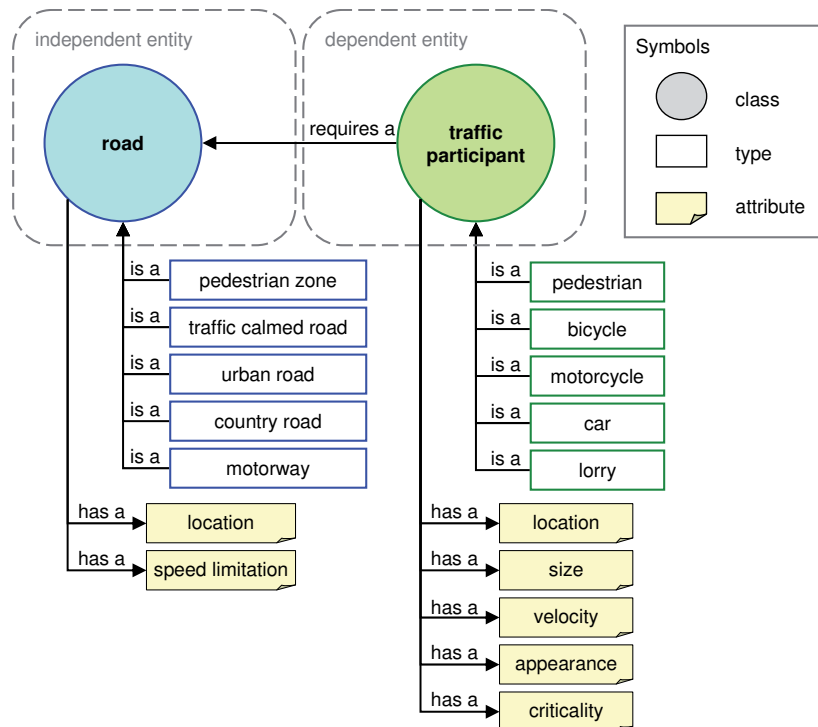 independent entity
dependent entity
road
requires a
traffic
participant
Symbols
class
type
attribute
is a
pedestrian zone
is a
traffic calmed road
is a
urban road
is a
country road
is a
motorway
has a
location
has a
speed limitation
is a
pedestrian
is a
bicycle
is a
motorcycle
is a
car
is a
lorry
has a
location
has a
size
has a
velocity
has a
appearance
has a
criticality